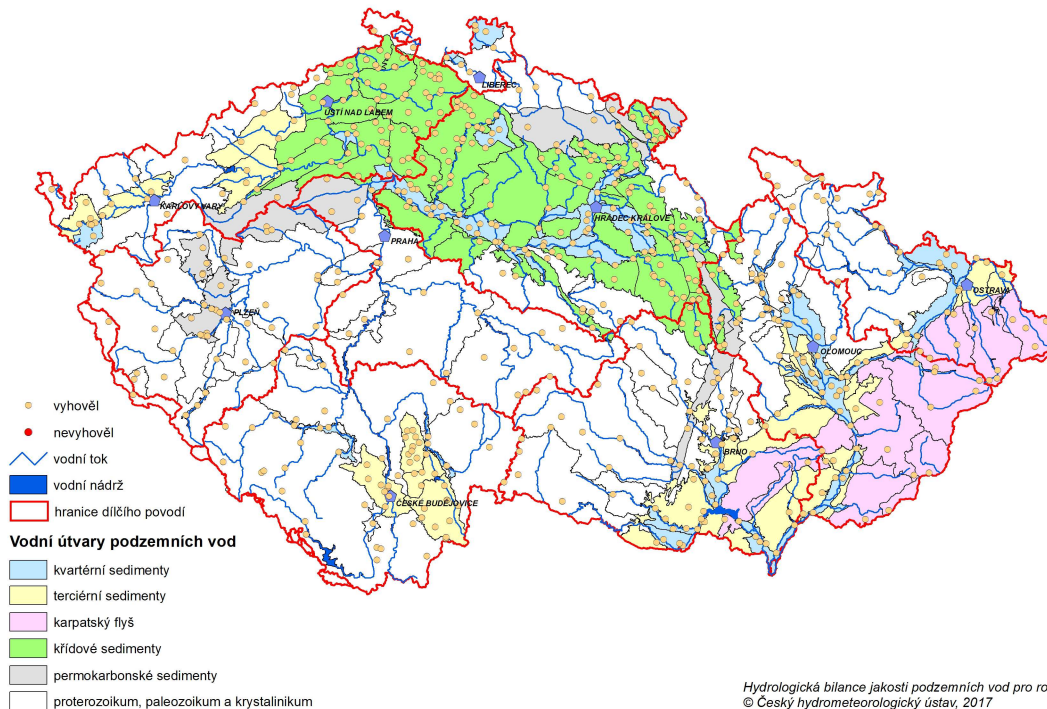 LIBEREC
ÚSTÍ NAD LABEM
KARLOVY VARY
HRADEC KRÁLOVÉ
PRAHA
OSTRAVA
PLZEŇ
OLOMOUC
BRNO
ČESKÉ BUDĚJOVICE
vyhověl
nevyhověl
vodní tok
vodní nádrž
hranice dílčího povodí
Vodní útvary podzemních vod
kvartérní sedimenty
terciérní sedimenty
karpatský flyš
křídové sedimenty
permokarbonské sedimenty
proterozoikum, paleozoikum a krystalinikum
Hydrologická bilance jakosti podzemních vod pro ro
© Český hydrometeorologický ústav, 2017